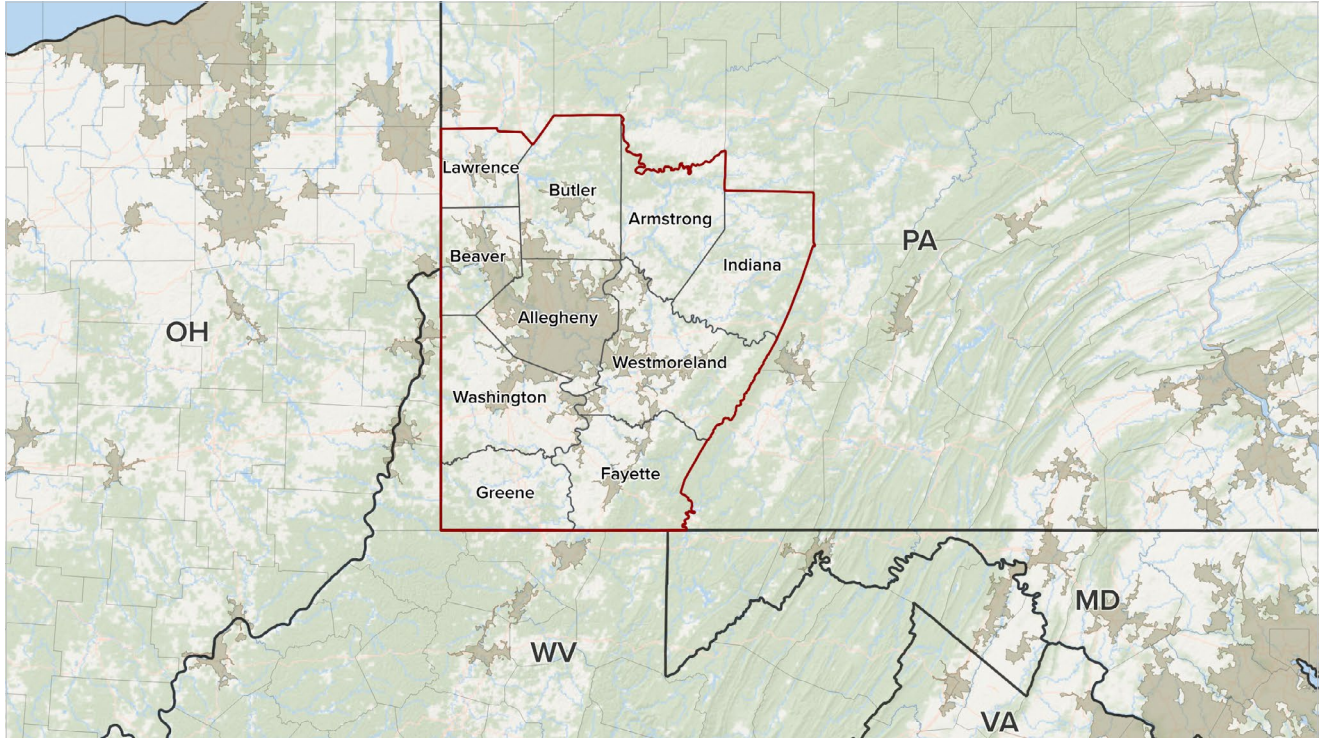 Lawrence
Butler
Armstrong
PA
Beaver
Indiana
Allegheny
OH
Westmoreland
Washington
Fayette
Greene
MD
WV
VA